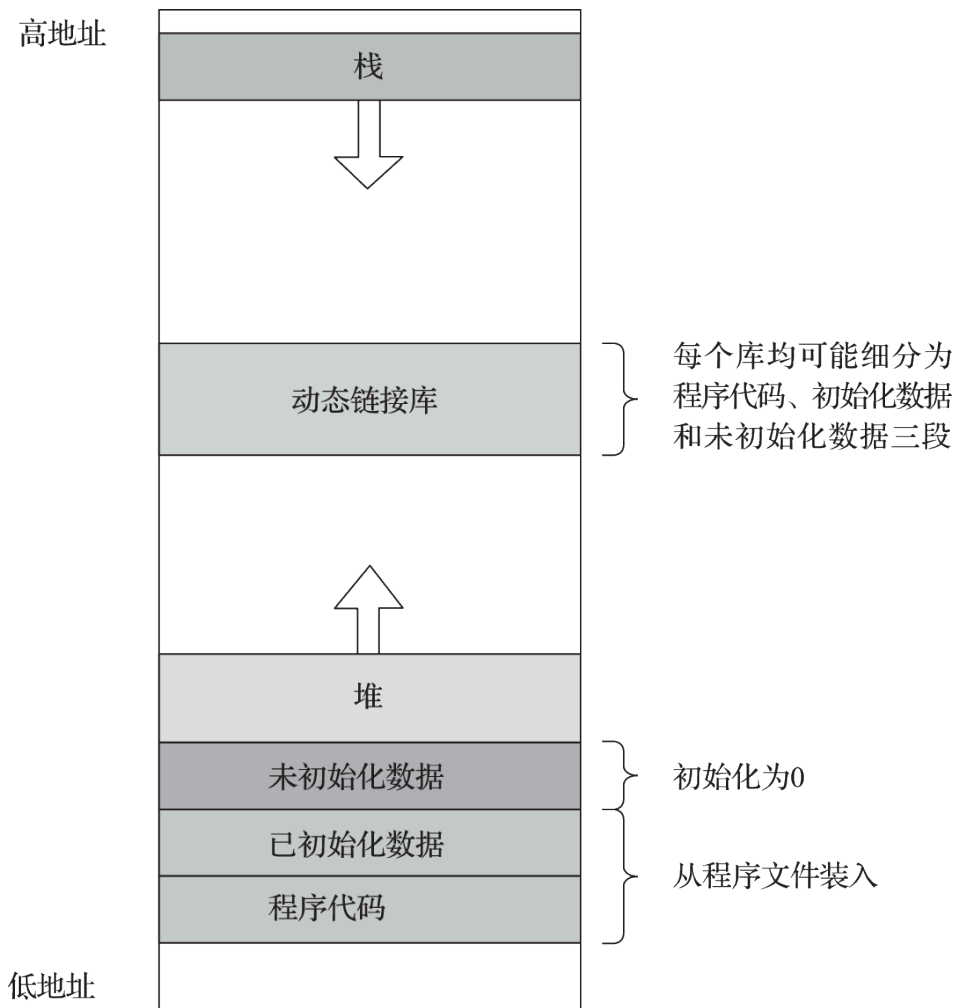 高地址
栈
动态链接库
每个库均可能细分为
程序代码、初始化数据
和未初始化数据三段
堆
未初始化数据
初始化为0
已初始化数据
从程序文件装入
程序代码
低地址